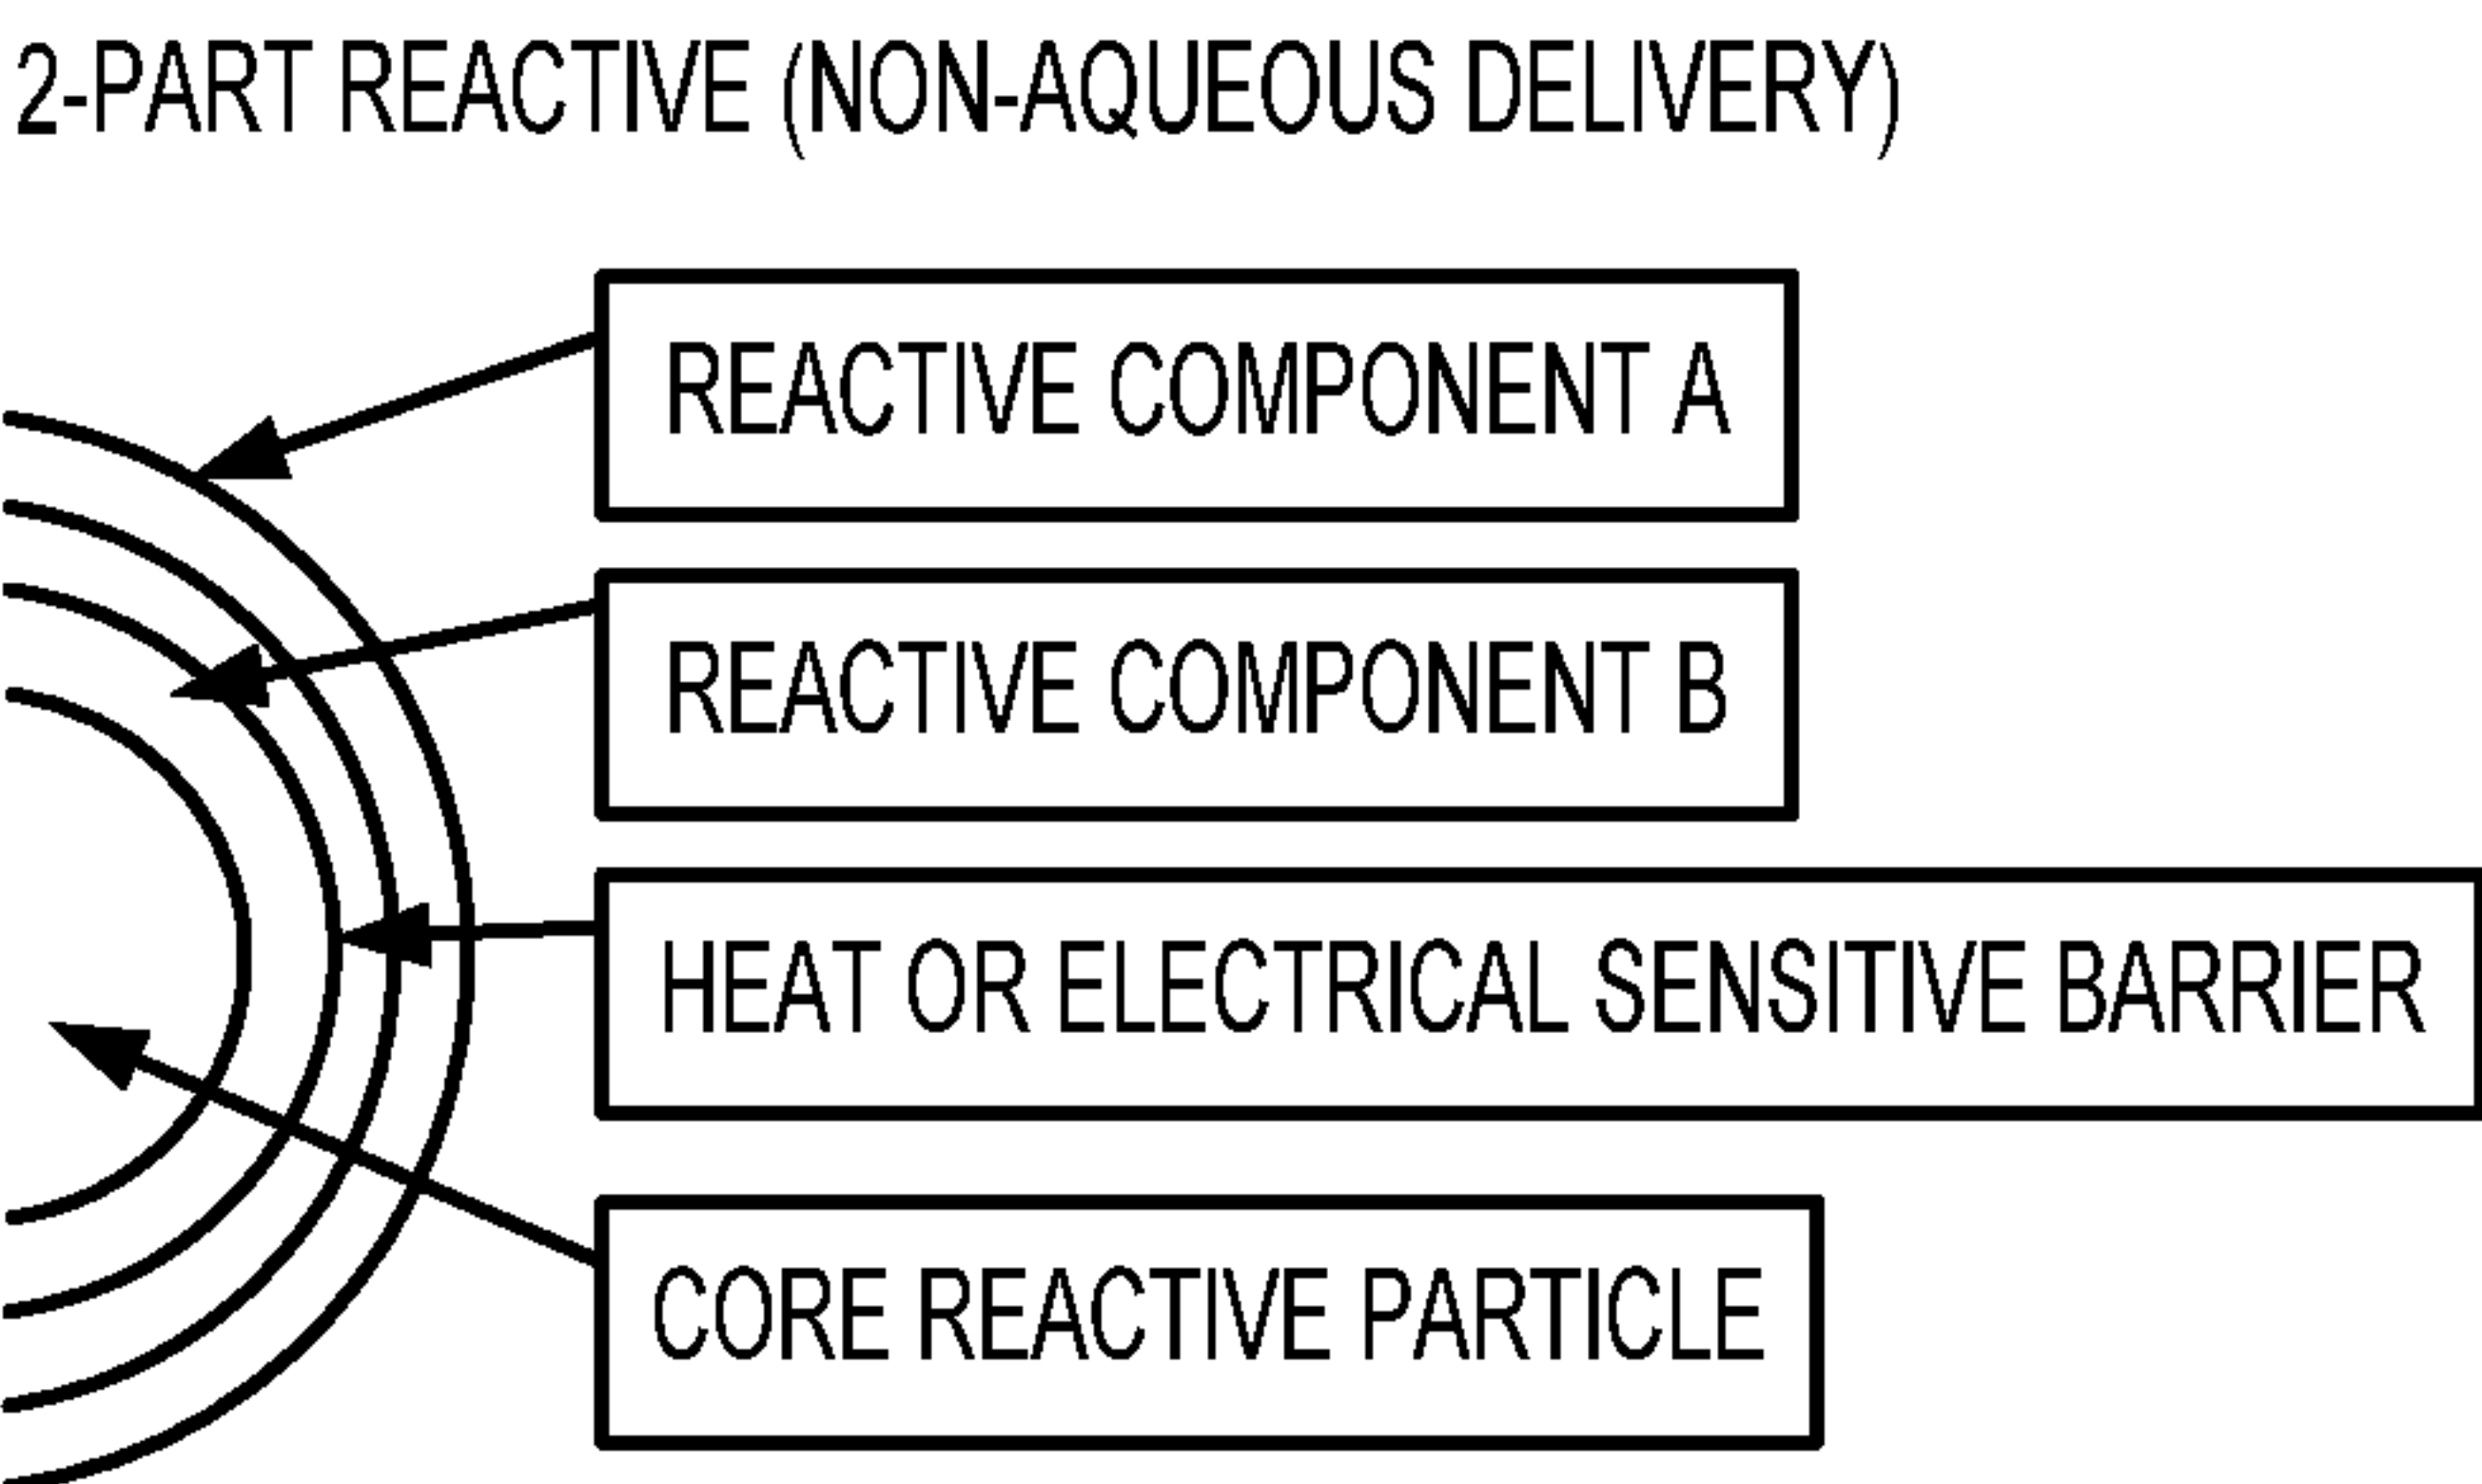 2-PART REACTIVE (NON-AQUEOUS DELIVERY)
REACTIVE COMPONENT A
REACTIVE COMPONENT B
HEAT OR ELECTRICAL SENSITIVE BARRIER
CORE REACTIVE PARTICLE